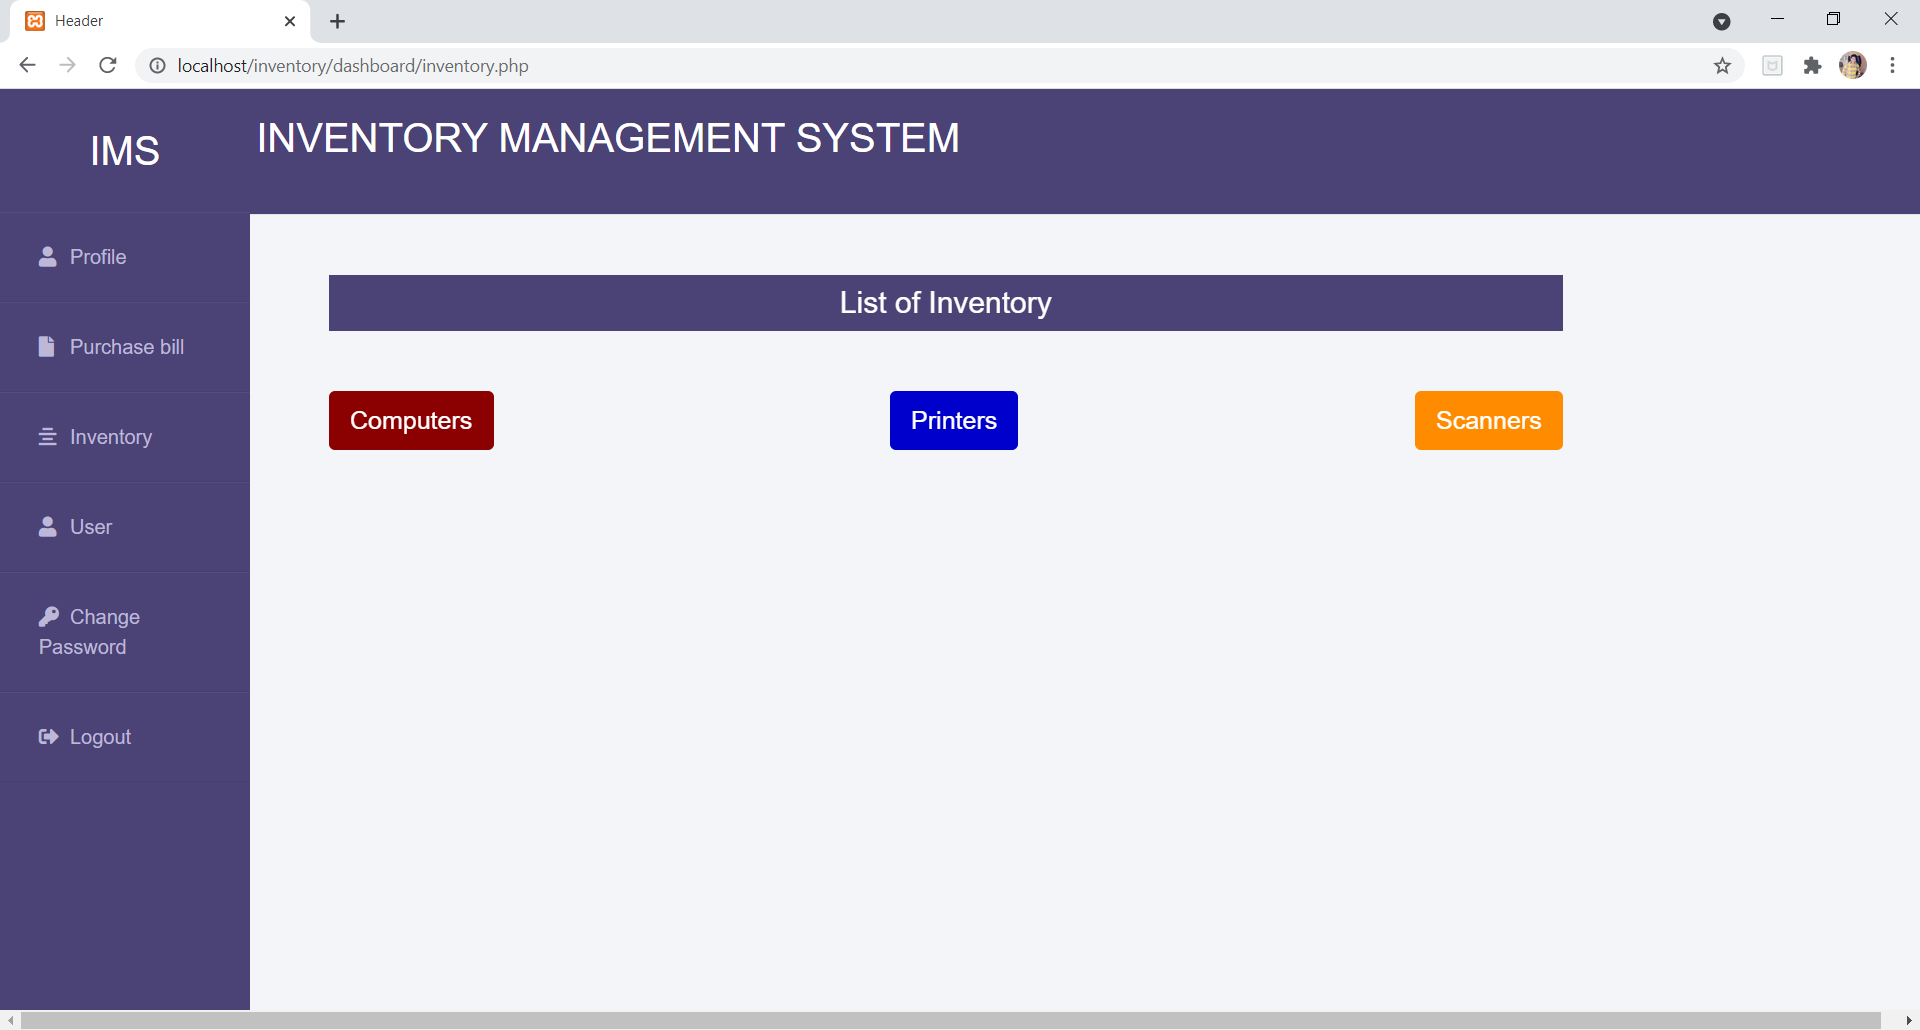 Header
localhost/inventory/dashboard/inventory.php
IMS
INVENTORY MANAGEMENT SYSTEM
Profile
Purchase bill
Inventory
User
Change
Password
Logout
List of Inventory
Computers
Printers
Scanners